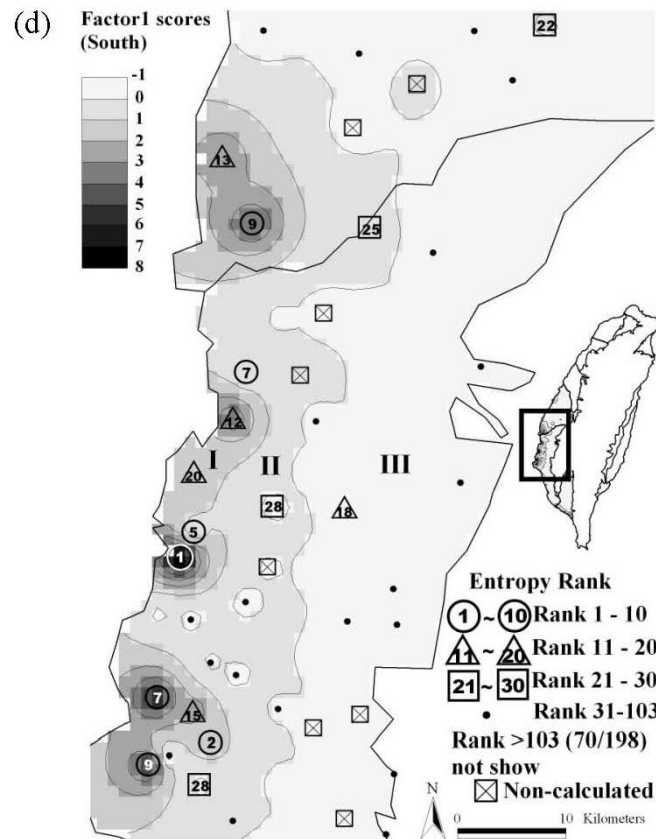 (d)
Factor1 scores
(South)
-1
0
1
2
3
4
5
6
7
8
22
13
9
25
7
12
I
II
III
20
28
18
5
1
7
15
2
9
28
Entropy Rank
1 ~ 10 Rank 1 - 10
11 ~ 20 Rank 11 - 20
21 ~ 30 Rank 21 - 30
Rank 31-103
Rank >103 (70/198)
not show
Non-calculated
N
0 10 Kilometers